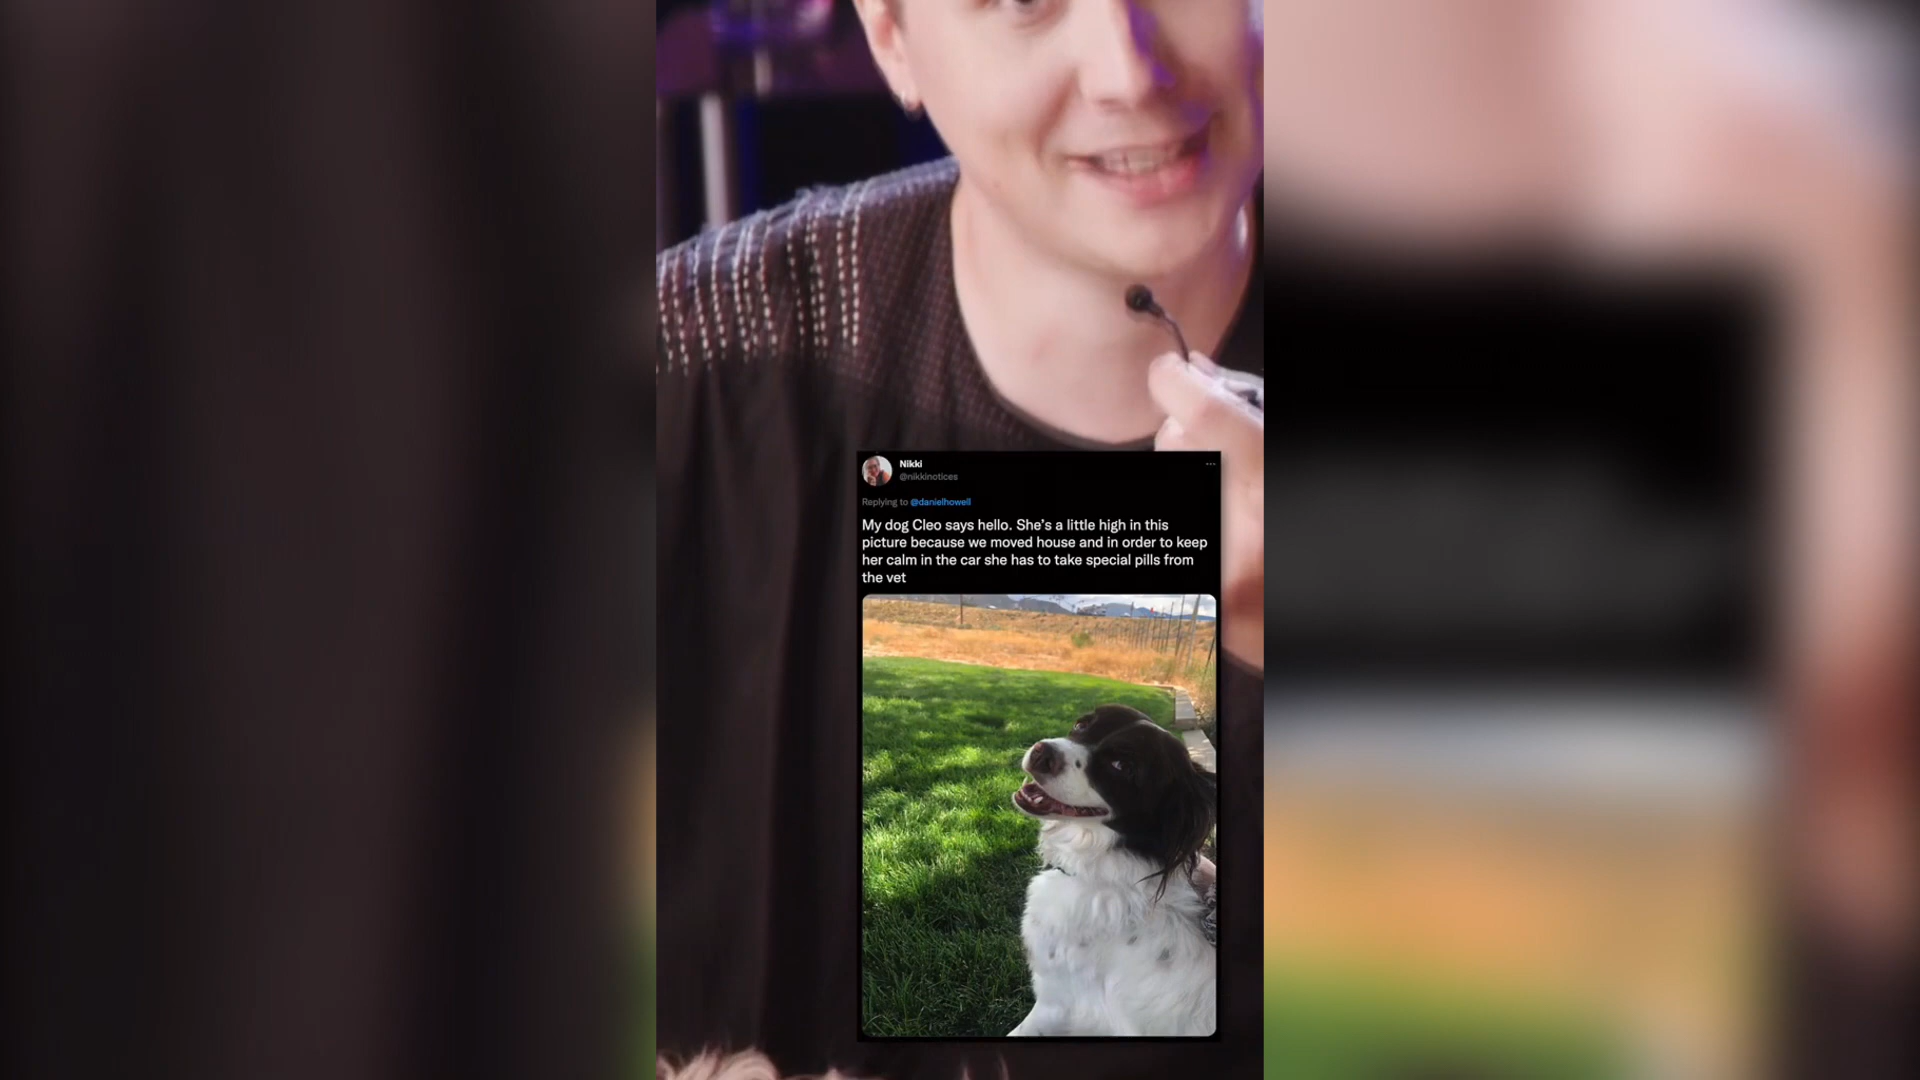 Nikki
@nikkinotices
Replying to @danielhowell
My dog Cleo says hello. She's a little high in this
picture because we moved house and in order to keep
her calm in the car she has to take special pills from
the vet